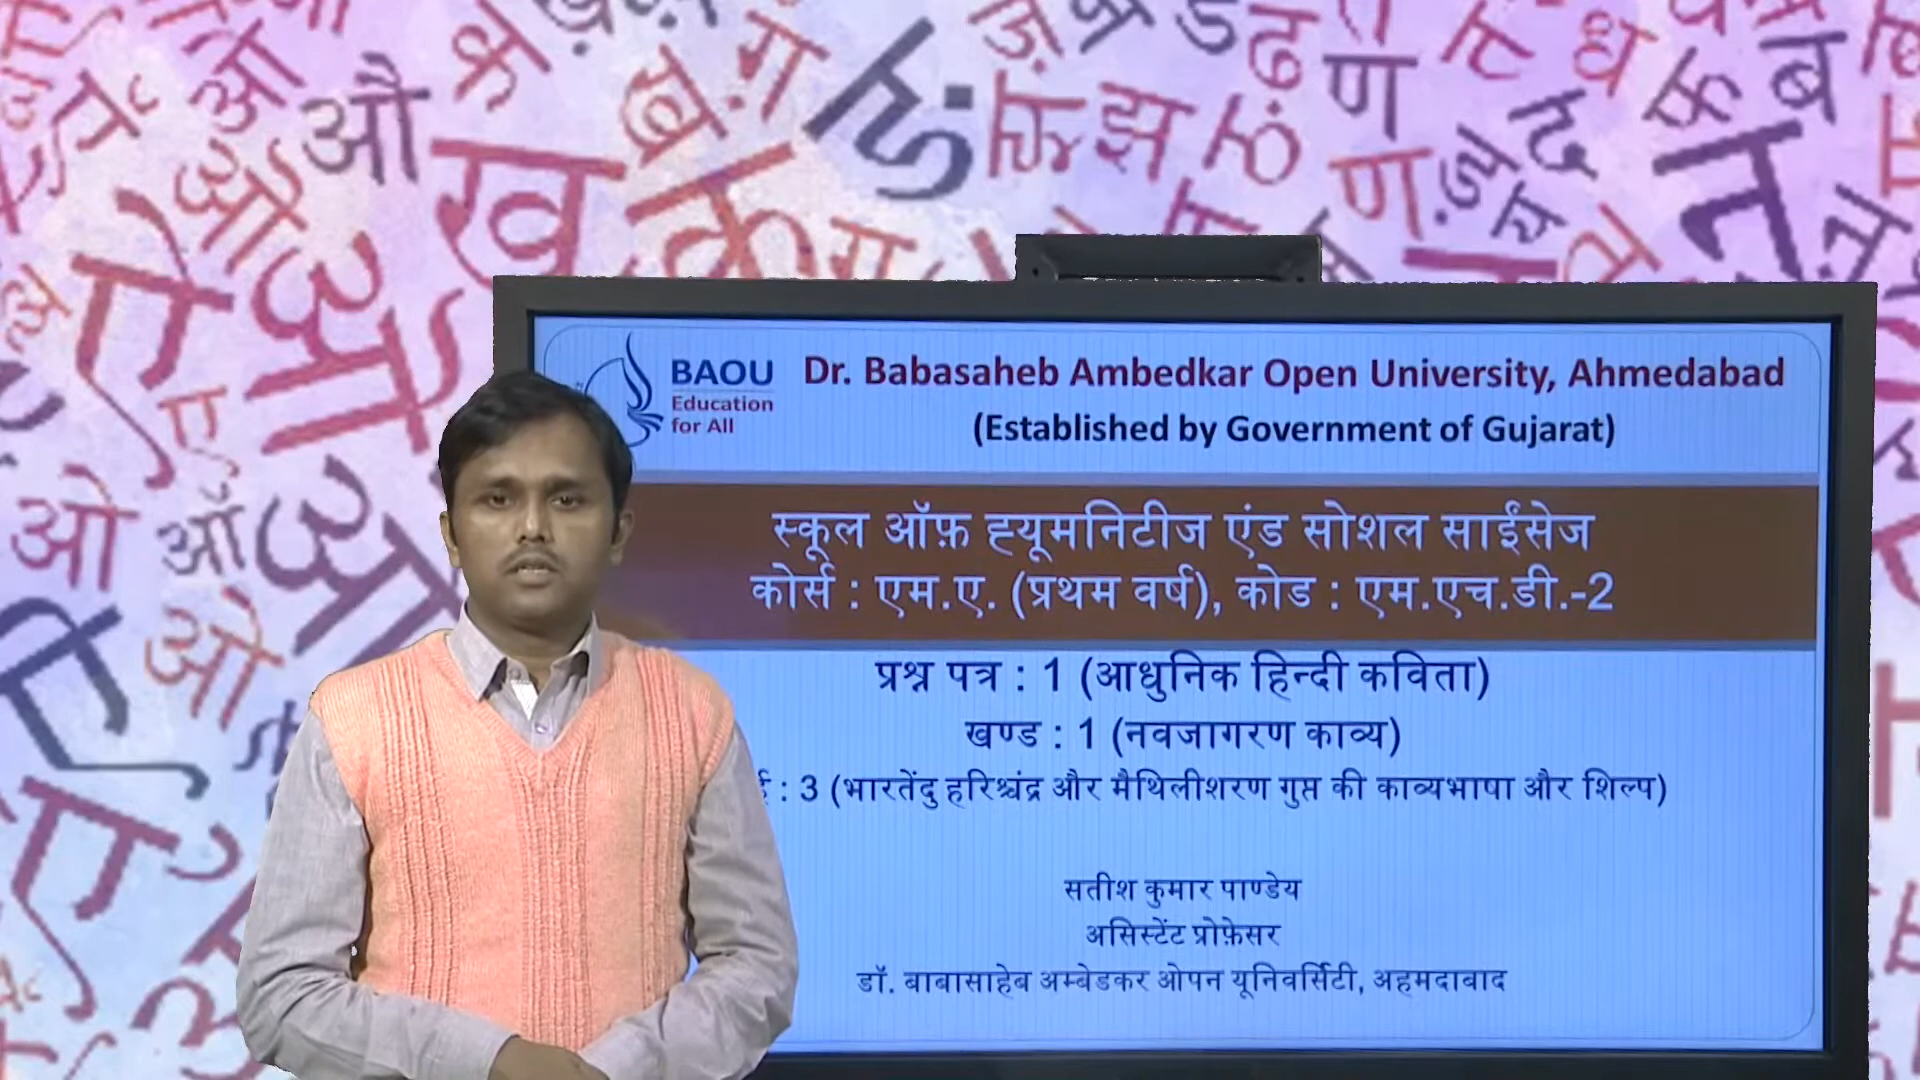 BAOU
Education
for All
Dr. Babasaheb Ambedkar Open University, Ahmedabad
(Established by Government of Gujarat)
स्कूल ऑफ़ ह्यूमनिटीज एंड सोशल साईंसेज
कोर्स : एम.ए. (प्रथम वर्ष), कोड : एम.एच.डी.-2
प्रश्न पत्र : 1 (आधुनिक हिन्दी कविता)
खण्ड : 1 (नवजागरण काव्य)
: 3 (भारतेंदु हरिश्चंद्र और मैथिलीशरण गुप्त की काव्यभाषा और शिल्प)
सतीश कुमार पाण्डेय
असिस्टेंट प्रोफ़ेसर
डॉ. बाबासाहेब अम्बेडकर ओपन यूनिवर्सिटी, अहमदाबाद